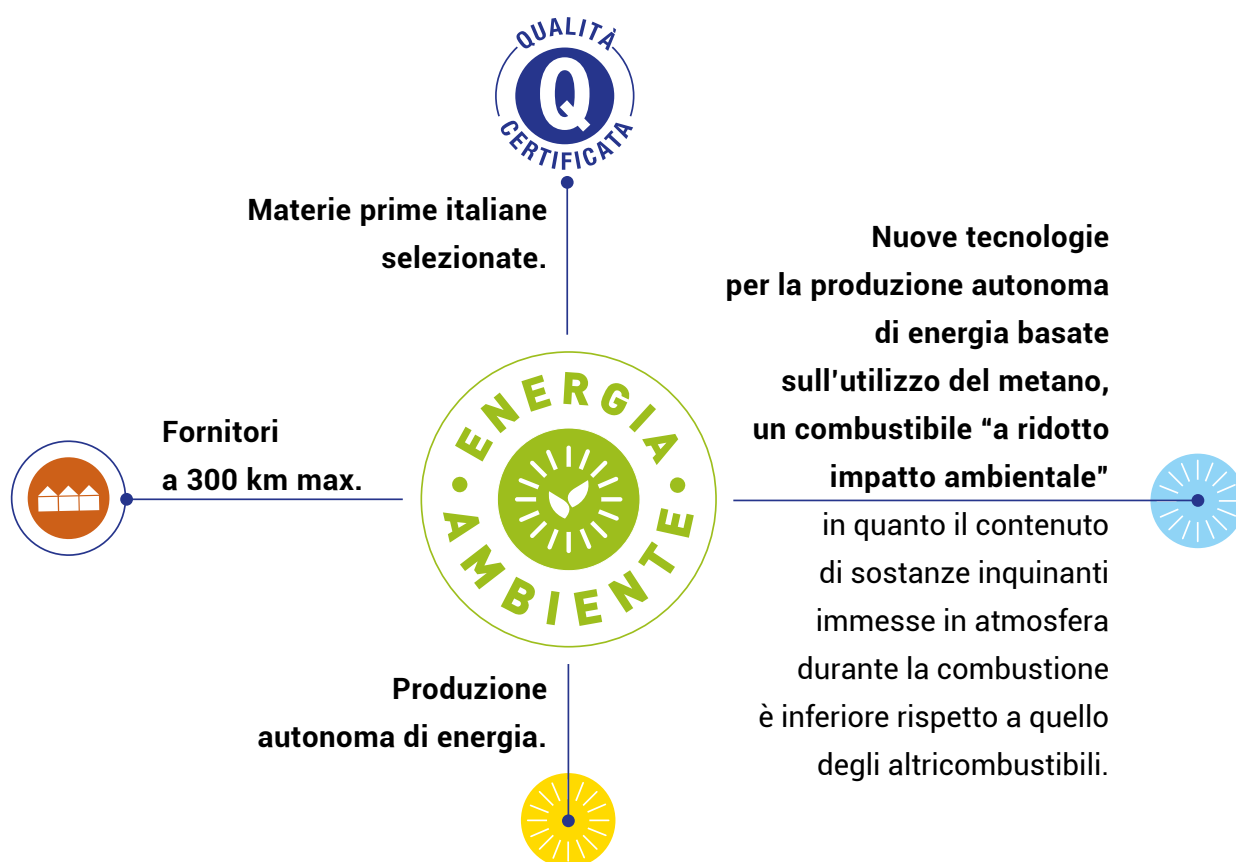 QUALITÀ
Q
CERTIFICATA
Materie prime italiane
selezionate.
Nuove tecnologie
per la produzione autonoma
di energia basate
sull'utilizzo del metano,
un combustibile “a ridotto
impatto ambientale”
in quanto il contenuto
di sostanze inquinanti
immesse in atmosfera
durante la combustione
è inferiore rispetto a quello
degli altricombustibili.
Fornitori
a 300 km max.
• ENERGIA •
AMBIENTE
Produzione
autonoma di energia.